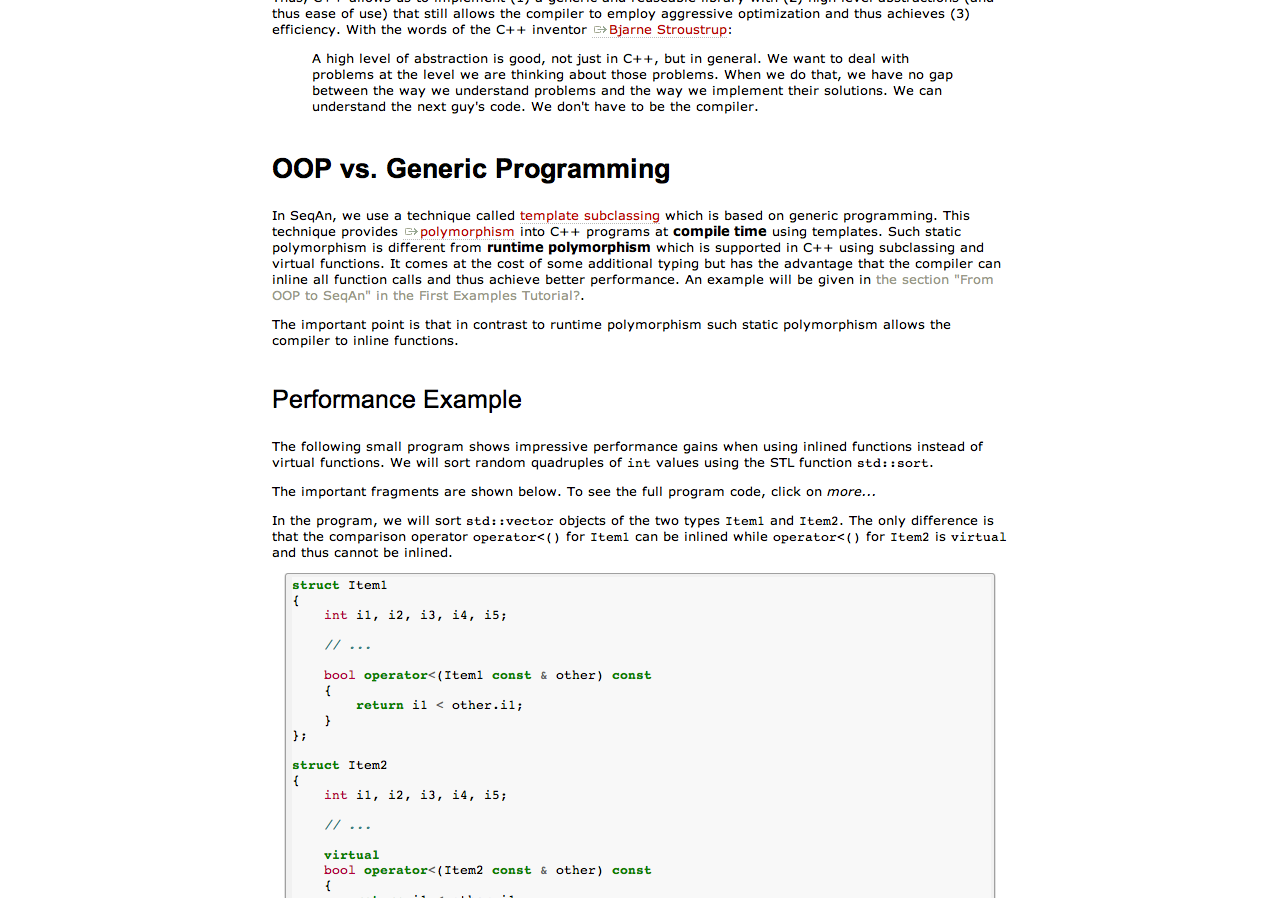 thus ease of use) that still allows the compiler to employ aggressive optimization and thus achieves (3)
efficiency. With the words of the C++ inventor Bjarne Stroustrup:
A high level of abstraction is good, not just in C++, but in general. We want to deal with
problems at the level we are thinking about those problems. When we do that, we have no gap
between the way we understand problems and the way we implement their solutions. We can
understand the next guy's code. We don't have to be the compiler.
OOP vs. Generic Programming
In SeqAn, we use a technique called template subclassing which is based on generic programming. This
technique provides polymorphism into C++ programs at compile time using templates. Such static
polymorphism is different from runtime polymorphism which is supported in C++ using subclassing and
virtual functions. It comes at the cost of some additional typing but has the advantage that the compiler can
inline all function calls and thus achieve better performance. An example will be given in the section "From
OOP to SeqAn" in the First Examples Tutorial?.
The important point is that in contrast to runtime polymorphism such static polymorphism allows the
compiler to inline functions.
Performance Example
The following small program shows impressive performance gains when using inlined functions instead of
virtual functions. We will sort random quadruples of int values using the STL function std::sort.
The important fragments are shown below. To see the full program code, click on more...
In the program, we will sort std::vector objects of the two types Item1 and Item2. The only difference is
that the comparison operator operator<() for Item1 can be inlined while operator<() for Item2 is virtual
and thus cannot be inlined.
struct Item1
{
int i1, i2, i3, i4, i5;
// ...
bool operator<(Item1 const & other) const
{
return i1 < other.i1;
}
};
struct Item2
{
int i1, i2, i3, i4, i5;
// ...
virtual
bool operator<(Item2 const & other) const
{